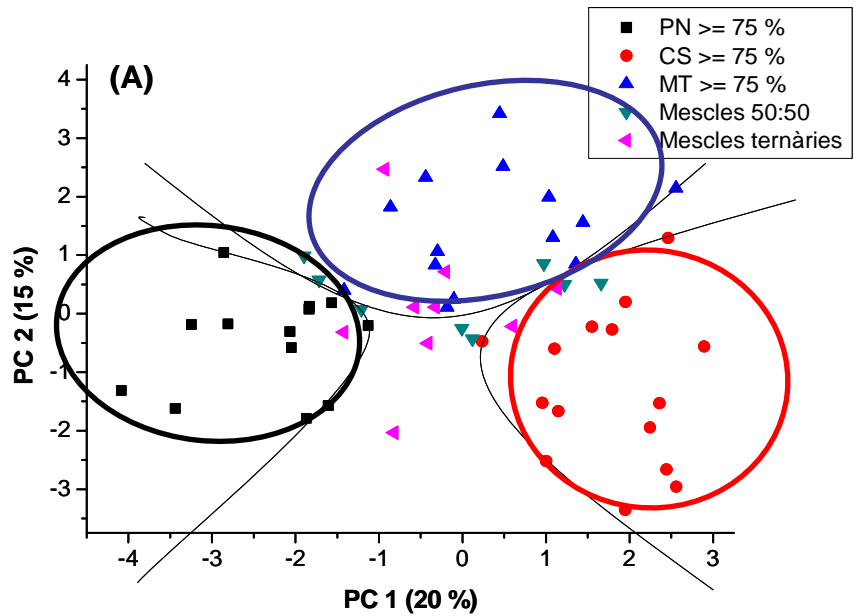 (A)
PN >= 75 %
CS >= 75 %
MT >= 75 %
Mescles 50:50
Mescles ternàries
PC 2 (15 %)
4
3
2
1
0
-1
-2
-3
-4 -3 -2 -1 0 1 2 3
PC 1 (20 %)